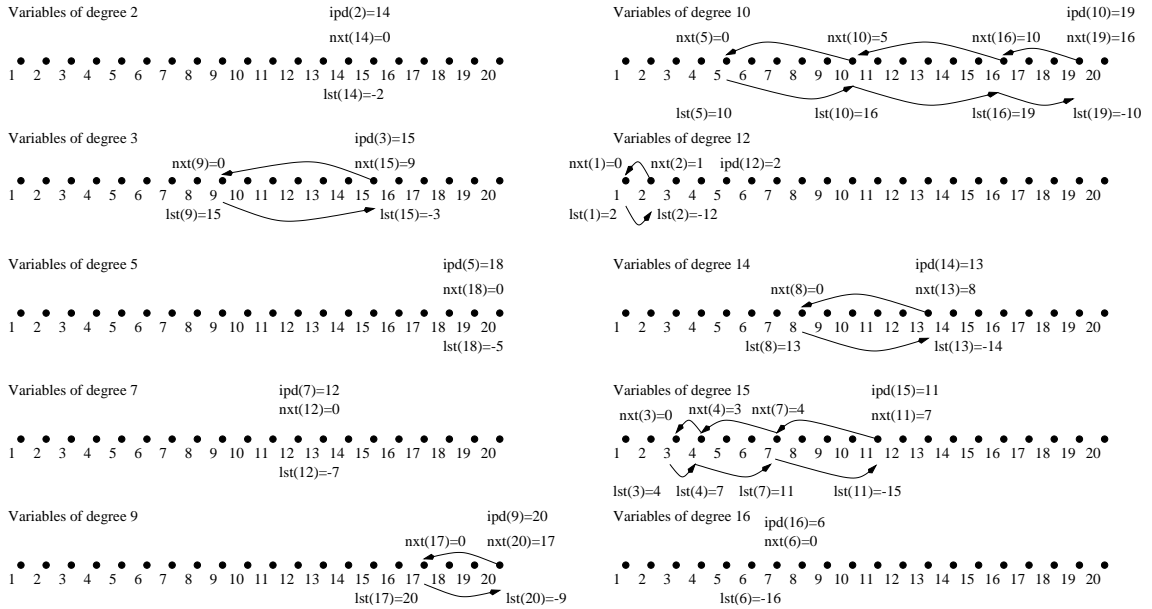 Variables of degree 2
ipd(2)=14
nxt(14)=0
1 2 3 4 5 6 7 8 9 10 11 12 13 14 15 16 17 18 19 20
lst(14)=-2
Variables of degree 3
ipd(3)=15
nxt(9)=0 nxt(15)=9
1 2 3 4 5 6 7 8 9 10 11 12 13 14 15 16 17 18 19 20
lst(9)=15 lst(15)=-3
Variables of degree 5
ipd(5)=18
nxt(18)=0
1 2 3 4 5 6 7 8 9 10 11 12 13 14 15 16 17 18 19 20
lst(18)=-5
Variables of degree 7
ipd(7)=12
nxt(12)=0
1 2 3 4 5 6 7 8 9 10 11 12 13 14 15 16 17 18 19 20
lst(12)=-7
Variables of degree 9
ipd(9)=20
nxt(17)=0 nxt(20)=17
1 2 3 4 5 6 7 8 9 10 11 12 13 14 15 16 17 18 19 20
lst(17)=20 lst(20)=-9
Variables of degree 10
ipd(10)=19
nxt(5)=0 nxt(10)=5 nxt(16)=10 nxt(19)=16
1 2 3 4 5 6 7 8 9 10 11 12 13 14 15 16 17 18 19 20
lst(5)=10 lst(10)=16 lst(16)=19 lst(19)=-10
Variables of degree 12
nxt(1)=0 nxt(2)=1 ipd(12)=2
1 2 3 4 5 6 7 8 9 10 11 12 13 14 15 16 17 18 19 20
lst(1)=2 lst(2)=-12
Variables of degree 14
ipd(14)=13
nxt(8)=0 nxt(13)=8
1 2 3 4 5 6 7 8 9 10 11 12 13 14 15 16 17 18 19 20
lst(8)=13 lst(13)=-14
Variables of degree 15
ipd(15)=11
nxt(3)=0 nxt(4)=3 nxt(7)=4 nxt(11)=7
1 2 3 4 5 6 7 8 9 10 11 12 13 14 15 16 17 18 19 20
lst(3)=4 lst(4)=7 lst(7)=11 lst(11)=-15
Variables of degree 16
ipd(16)=6
nxt(6)=0
1 2 3 4 5 6 7 8 9 10 11 12 13 14 15 16 17 18 19 20
lst(6)=-16